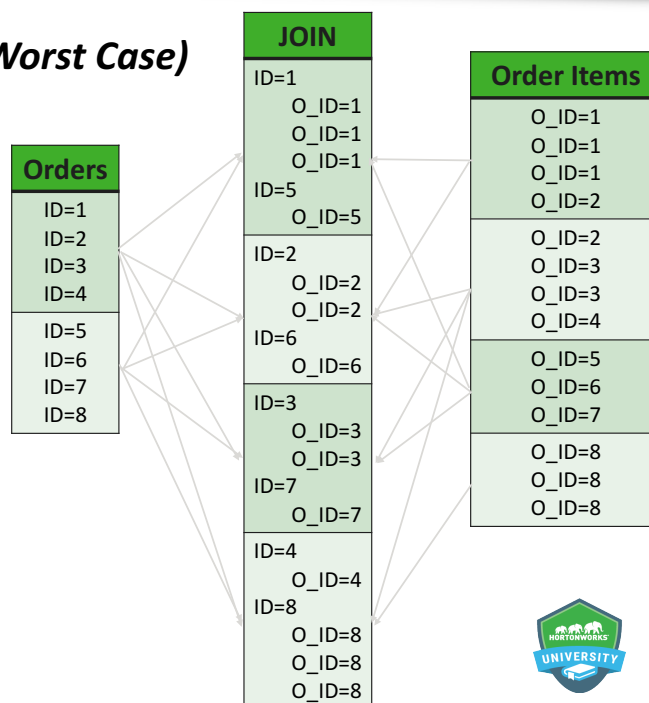 Worst Case)
Orders
ID=1
ID=2
ID=3
ID=4
ID=5
ID=6
ID=7
ID=8
JOIN
ID=1
O_ID=1
O_ID=1
O_ID=1
ID=5
O_ID=5
ID=2
O_ID=2
O_ID=2
ID=6
O_ID=6
ID=3
O_ID=3
O_ID=3
ID=7
O_ID=7
ID=4
O_ID=4
ID=8
O_ID=8
O_ID=8
O_ID=8
Order Items
O_ID=1
O_ID=1
O_ID=1
O_ID=2
O_ID=2
O_ID=3
O_ID=3
O_ID=4
O_ID=5
O_ID=6
O_ID=7
O_ID=8
O_ID=8
O_ID=8
HORTONWORKS
UNIVERSITY